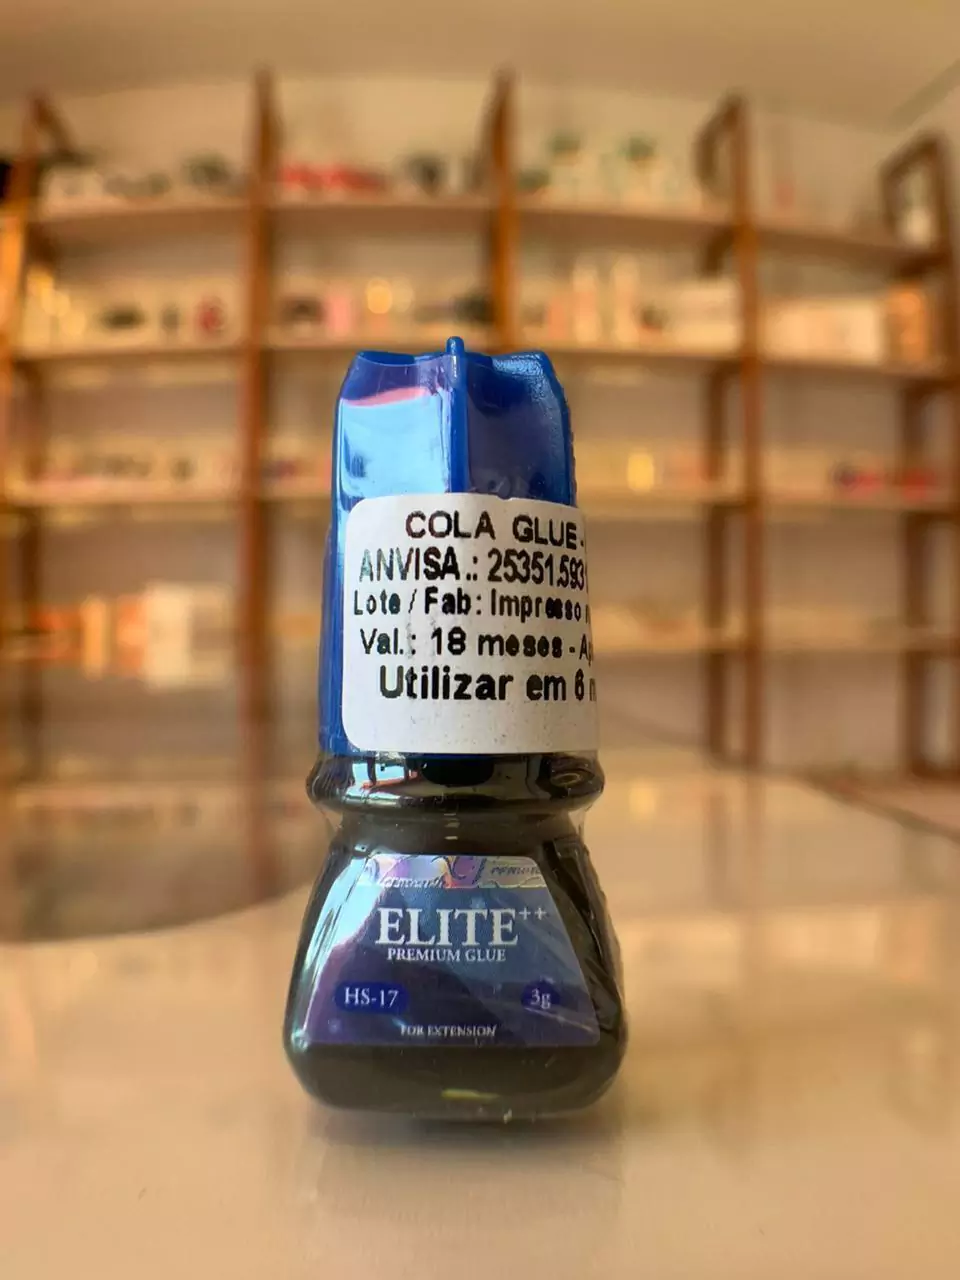 COLA GLUE -
ANVISA.: 25351.593
Lote / Fab: Impresso
Val.: 18 meses -
Utilizar em 6
ELITE++
PREMIUM GLUE
HS-17 3g
FOR EXTENSION